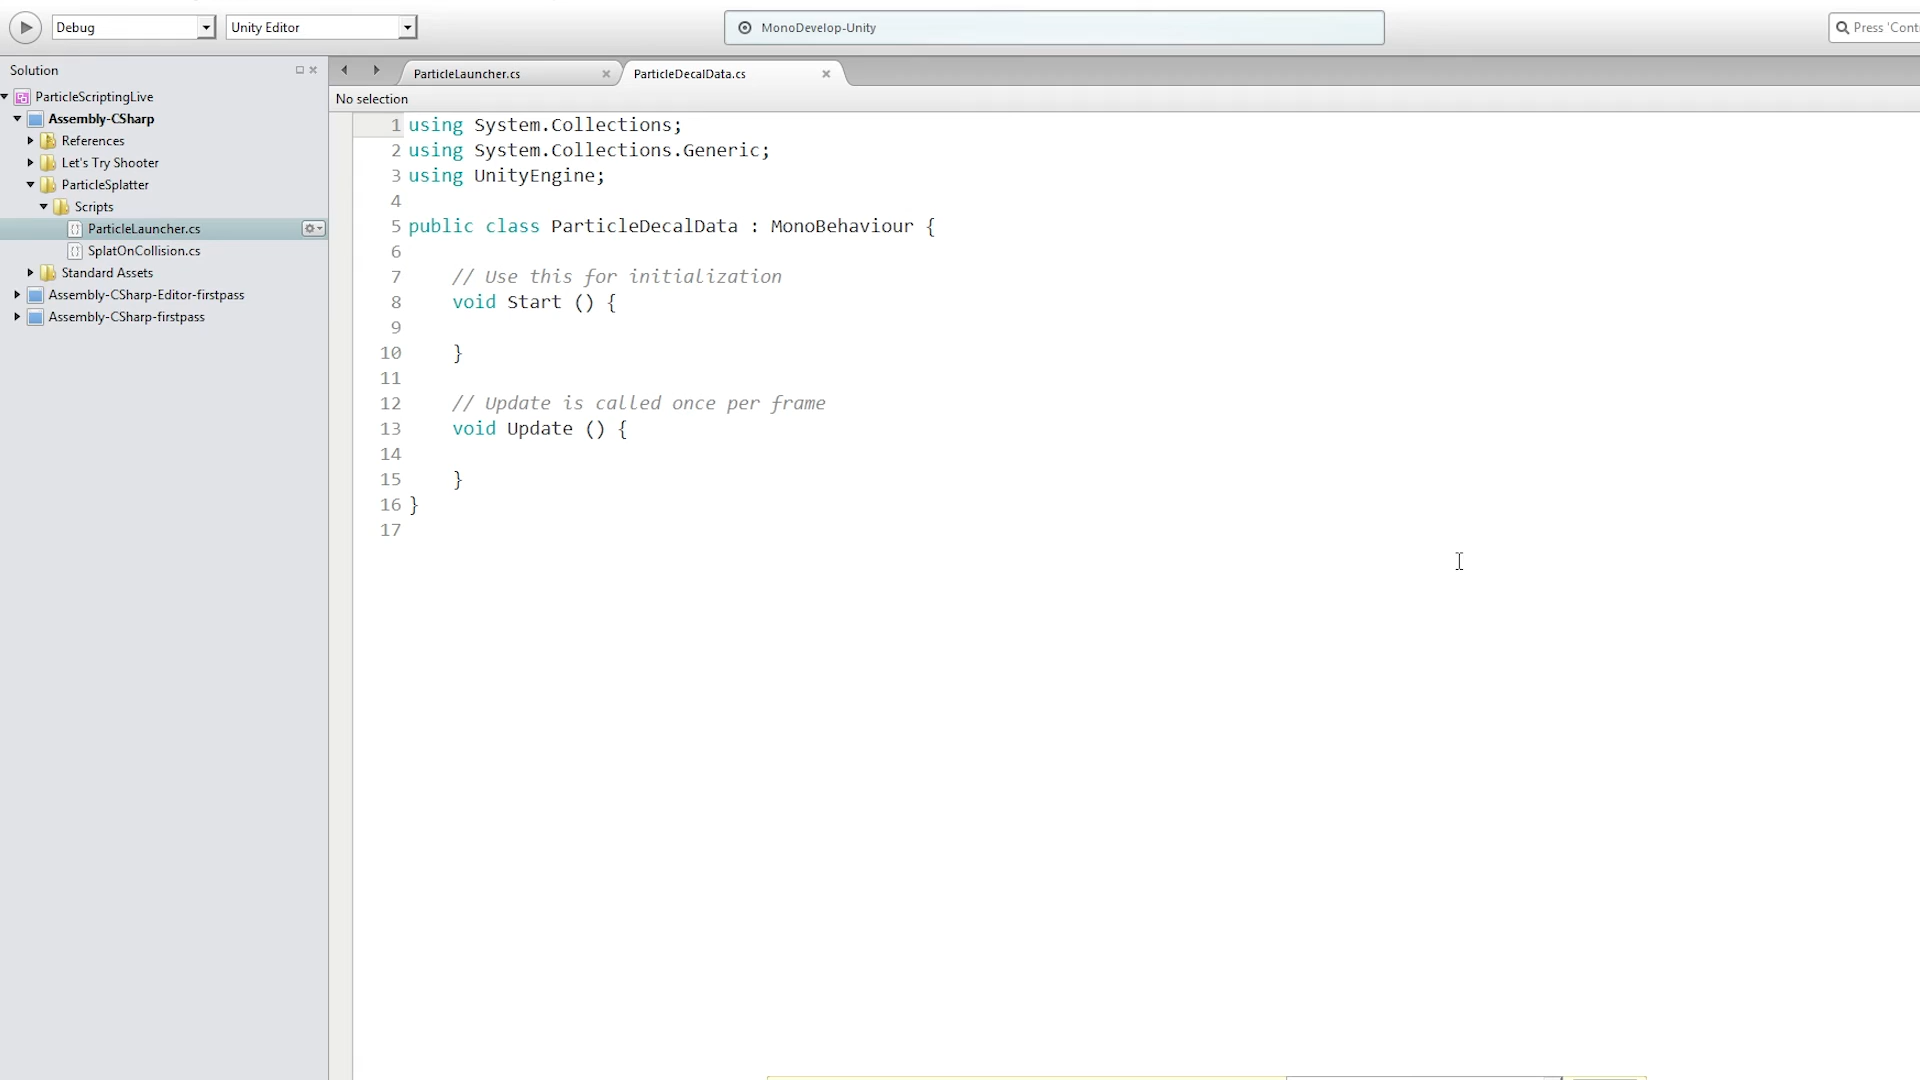 Debug
Unity Editor
MonoDevelop-Unity
Press 'Cont
Solution
ParticleLauncher.cs
ParticleDecalData.cs
No selection
ParticleScriptingLive
Assembly-CSharp
References
Let's Try Shooter
ParticleSplatter
Scripts
ParticleLauncher.cs
SplatOnCollision.cs
Standard Assets
Assembly-CSharp-Editor-firstpass
Assembly-CSharp-firstpass
1 using System.Collections;
2 using System.Collections.Generic;
3 using UnityEngine;
4
5 public class ParticleDecalData : MonoBehaviour {
6
7 // Use this for initialization
8 void Start () {
9
10 }
11
12 // Update is called once per frame
13 void Update () {
14
15 }
16 }
17